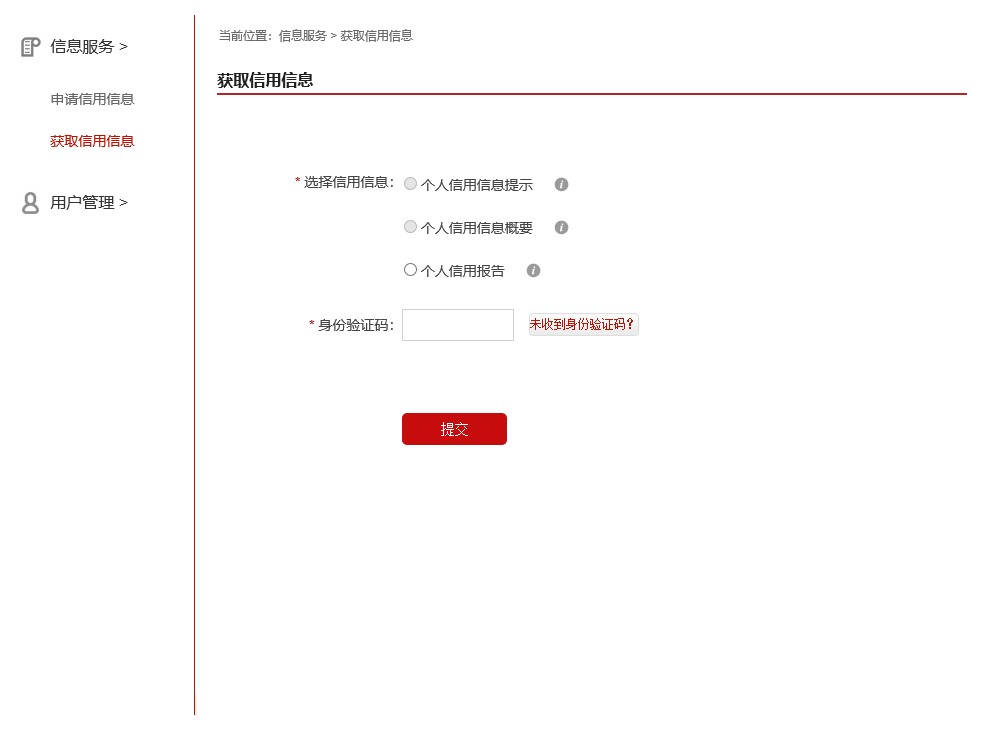 信息服务 >
申请信用信息
获取信用信息
用户管理 >
当前位置：信息服务 > 获取信用信息
获取信用信息
* 选择信用信息： 个人信用信息提示 i
个人信用信息概要 i
个人信用报告 i
* 身份验证码： 未收到身份验证码?
提交